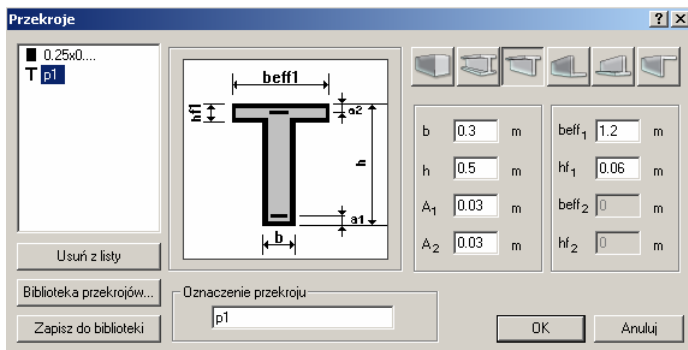 Przekroje
0.25x0....
p1
Usuń z listy
Biblioteka przekrojów...
Zapisz do biblioteki
beff1
hf1
a2
h
a1
b
Oznaczenie przekroju
p1
b 0.3 m
h 0.5 m
A1 0.03 m
A2 0.03 m
beff1 1.2 m
hf1 0.06 m
beff2 0 m
hf2 0 m
OK
Anuluj